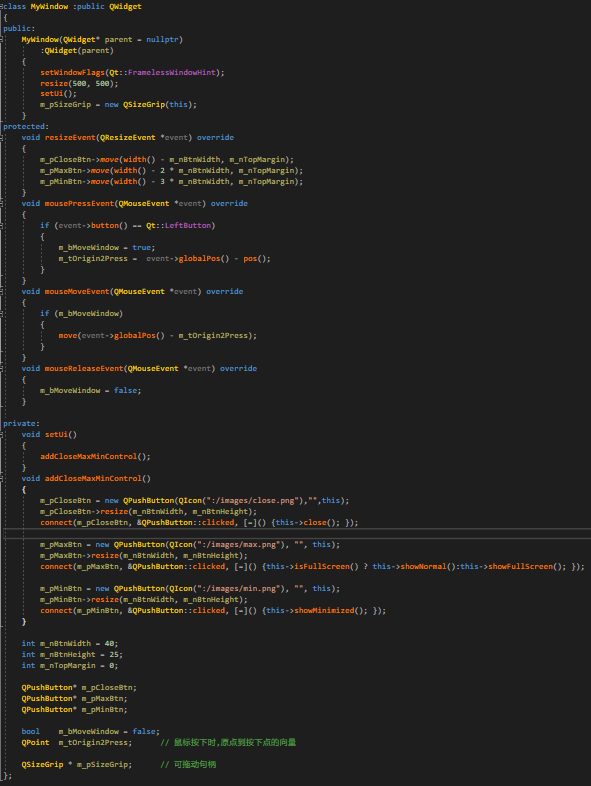 class MyWindow :public QWidget
{
public:
    MyWindow(QWidget* parent = nullptr)
        :QWidget(parent)
    {
        setWindowFlags(Qt::FramelessWindowHint);
        resize(500, 500);
        setUi();
        m_pSizeGrip = new QSizeGrip(this);
    }
protected:
    void resizeEvent(QResizeEvent *event) override
    {
        m_pCloseBtn->move(width() - m_nBtnWidth, m_nTopMargin);
        m_pMaxBtn->move(width() - 2 * m_nBtnWidth, m_nTopMargin);
        m_pMinBtn->move(width() - 3 * m_nBtnWidth, m_nTopMargin);
    }
    void mousePressEvent(QMouseEvent *event) override
    {
        if (event->button() == Qt::LeftButton)
        {
            m_bMoveWindow = true;
            m_tOrigin2Press =  event->globalPos() - pos();
        }
    }
    void mouseMoveEvent(QMouseEvent *event) override
    {
        if (m_bMoveWindow)
        {
            move(event->globalPos() - m_tOrigin2Press);
        }
    }
    void mouseReleaseEvent(QMouseEvent *event) override
    {
        m_bMoveWindow = false;
    }

private:
    void setUi()
    {
        addCloseMaxMinControl();
    }
    void addCloseMaxMinControl()
    {
        m_pCloseBtn = new QPushButton(QIcon(":/images/close.png"),"",this);
        m_pCloseBtn->resize(m_nBtnWidth, m_nBtnHeight);
        connect(m_pCloseBtn, &QPushButton::clicked, [=]() {this->close(); });

        m_pMaxBtn = new QPushButton(QIcon(":/images/max.png"), "", this);
        m_pMaxBtn->resize(m_nBtnWidth, m_nBtnHeight);
        connect(m_pMaxBtn, &QPushButton::clicked, [=]() {this->isFullScreen() ? this->showNormal():this->showFullScreen(); });

        m_pMinBtn = new QPushButton(QIcon(":/images/min.png"), "", this);
        m_pMinBtn->resize(m_nBtnWidth, m_nBtnHeight);
        connect(m_pMinBtn, &QPushButton::clicked, [=]() {this->showMinimized(); });
    }

    int m_nBtnWidth = 40;
    int m_nBtnHeight = 25;
    int m_nTopMargin = 0;

    QPushButton* m_pCloseBtn;
    QPushButton* m_pMaxBtn;
    QPushButton* m_pMinBtn;

    bool    m_bMoveWindow = false;
    QPoint  m_tOrigin2Press;      // 鼠标按下时,原点到按下点的向量

    QSizeGrip * m_pSizeGrip;      // 可拖动句柄
};